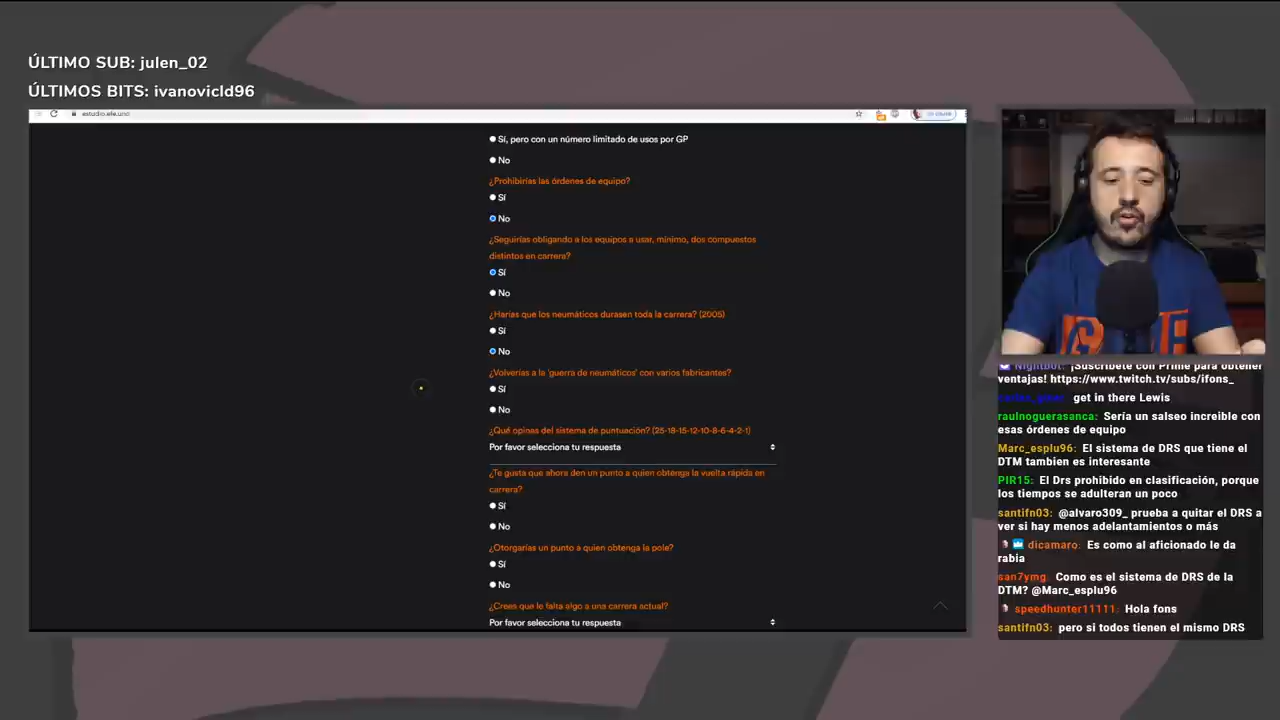 ÚLTIMO SUB: julen_02
ÚLTIMOS BITS: ivanovicld96
estudio.efe.uno
Sí, pero con un número limitado de usos por GP
No
¿Prohibirías las órdenes de equipo?
Sí
No
¿Seguirías obligando a los equipos a usar, mínimo, dos compuestos
distintos en carrera?
Sí
No
¿Harías que los neumáticos durasen toda la carrera? (2005)
Sí
No
¿Volverías a la 'guerra de neumáticos' con varios fabricantes?
Sí
No
¿Qué opinas del sistema de puntuación? (25-18-15-12-10-8-6-4-2-1)
Por favor selecciona tu respuesta
¿Te gusta que ahora den un punto a quien obtenga la vuelta rápida en
carrera?
Sí
No
¿Otorgarías un punto a quien obtenga la pole?
Sí
No
¿Crees que le falta algo a una carrera actual?
Por favor selecciona tu respuesta
Nightbot: ¡Suscríbete con Prime para obtener
ventajas! https://www.twitch.tv/subs/ifons_
get in there Lewis
raulnoguerasanca: Sería un salseo increible con
esas órdenes de equipo
Marc_esplu96: El sistema de DRS que tiene el
DTM tambien es interesante
PIR15: El Drs prohibido en clasificación, porque
los tiempos se adulteran un poco
santifn03: @alvaro309_ prueba a quitar el DRS a
ver si hay menos adelantamientos o más
dicamaro: Es como al aficionado le da
rabia
san7ymg: Como es el sistema de DRS de la
DTM? @Marc_esplu96
speedhunter11111: Hola fons
santifn03: pero si todos tienen el mismo DRS